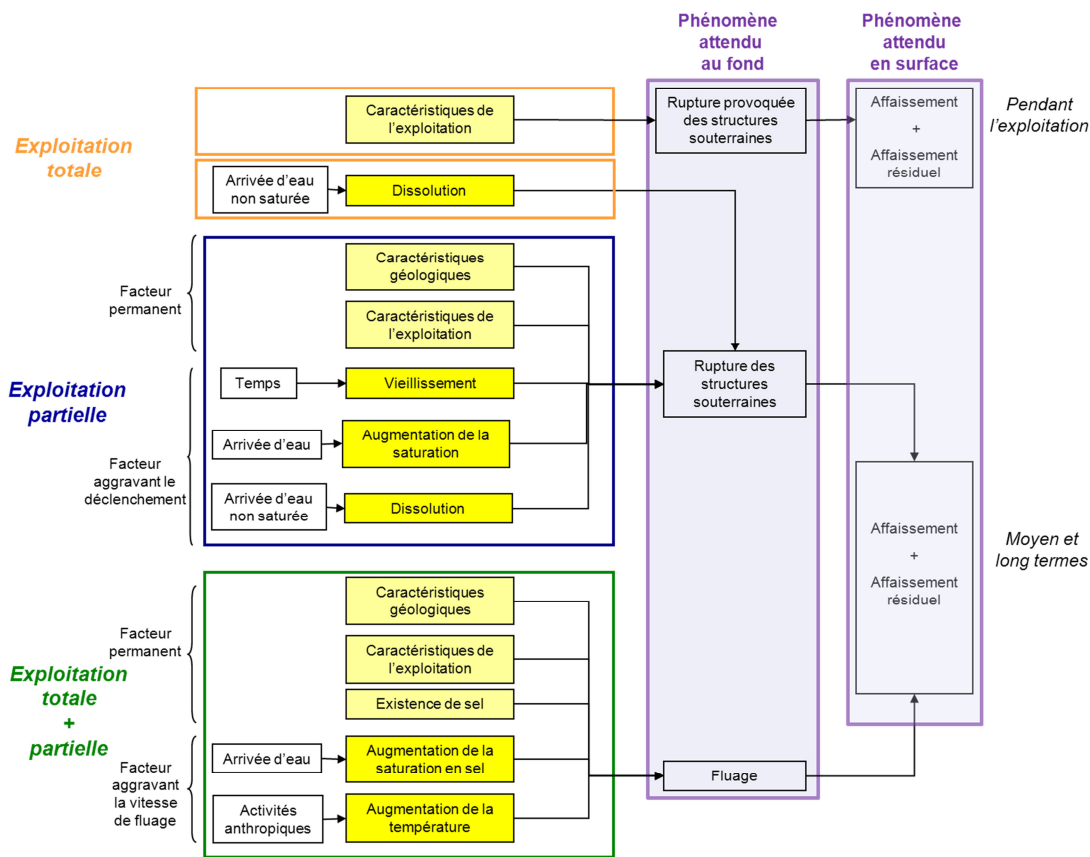 Phénomène
attendu
au fond
Phénomène
attendu
en surface
Exploitation
totale
Caractéristiques de
l'exploitation
Rupture provoquée
des structures
souterraines
Affaissement
+
Affaissement
résiduel
Pendant
l'exploitation
Arrivée d'eau
non saturée
Dissolution
Exploitation
partielle
Facteur
permanent
Caractéristiques
géologiques
Caractéristiques de
l'exploitation
Facteur
aggravant le
déclenchement
Temps
Vieillissement
Arrivée d'eau
Augmentation de la
saturation
Arrivée d'eau
non saturée
Dissolution
Rupture des
structures
souterraines
Affaissement
+
Affaissement
résiduel
Moyen et
long termes
Exploitation
totale
+
partielle
Facteur
permanent
Caractéristiques
géologiques
Caractéristiques de
l'exploitation
Existence de sel
Facteur
aggravant
la vitesse
de fluage
Arrivée d'eau
Augmentation de la
saturation en sel
Activités
anthropiques
Augmentation de la
température
Fluage